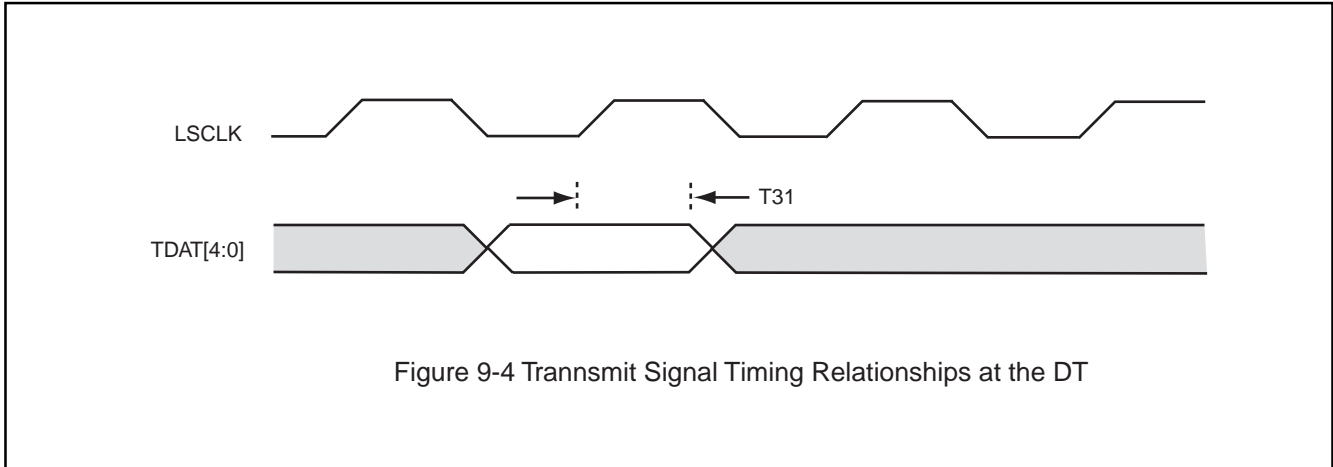 LSCLK
T31
TDAT[4:0]
Figure 9-4 Trannsmit Signal Timing Relationships at the DT